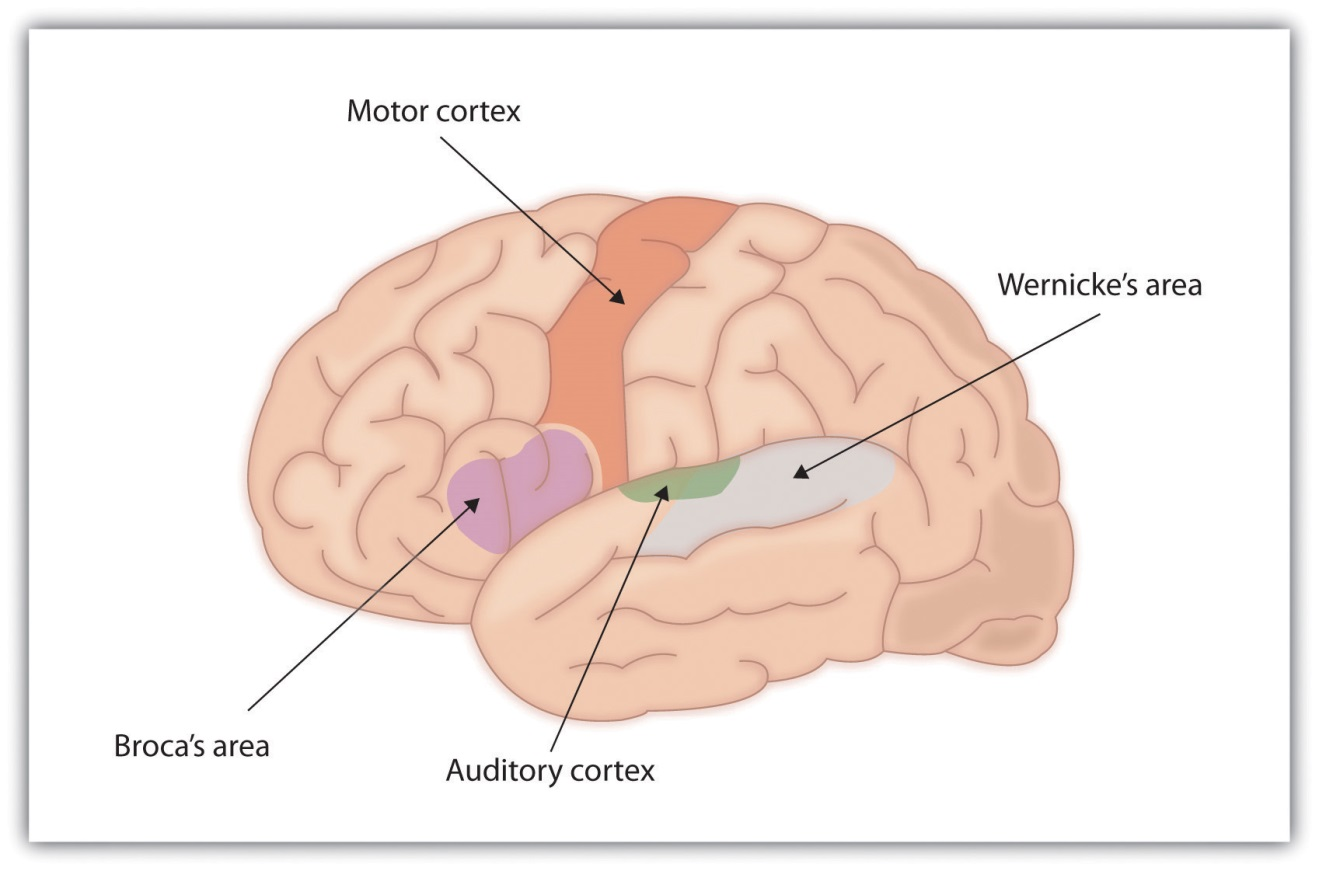 Motor cortex
Wernicke’s area
Broca’s area
Auditory cortex